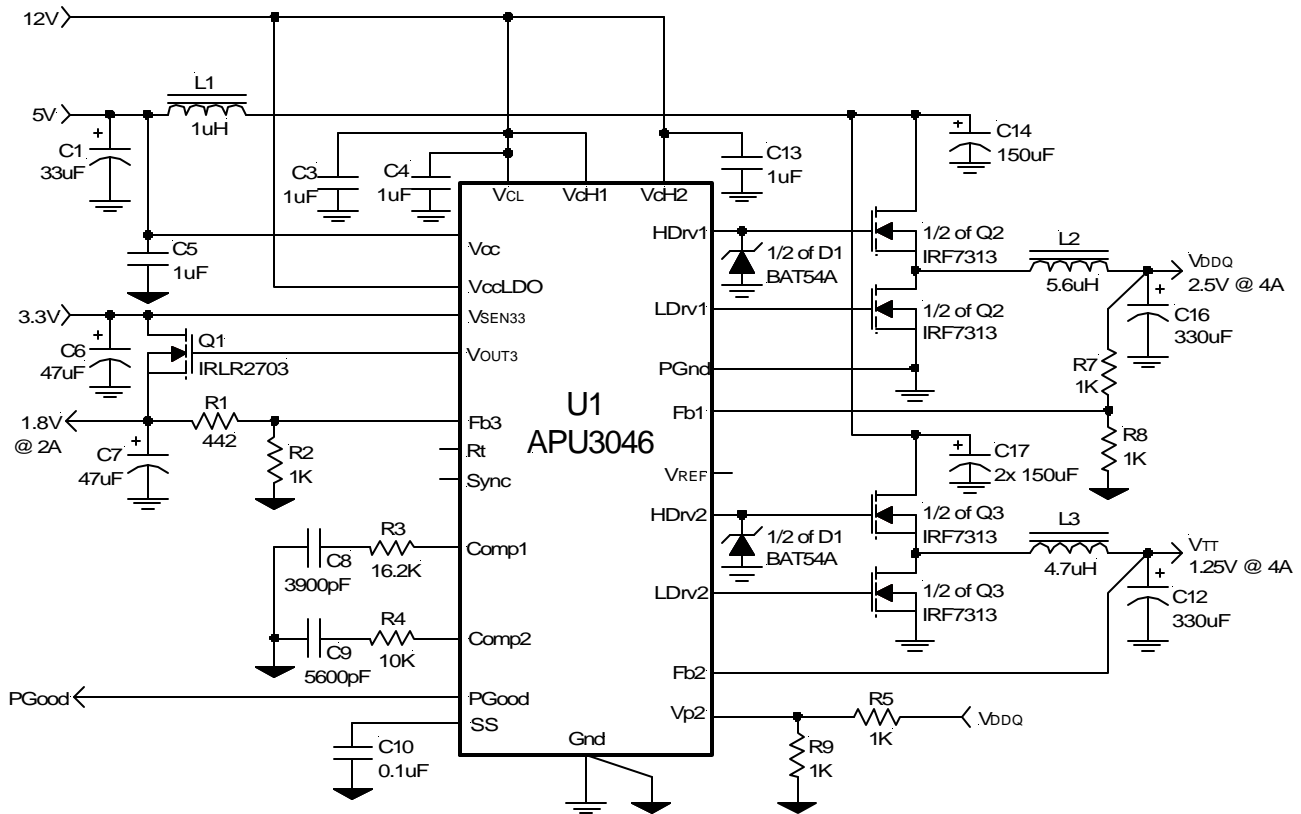 12V
5V
L1
1uH
C1
33uF
C3
1uF
C4
1uF
C13
1uF
C14
150uF
VCL
VcH1
VcH2
C5
1uF
Vcc
VccLDO
HDrv1
1/2 of D1
BAT54A
1/2 of Q2
IRF7313
L2
5.6uH
VDDQ
2.5V @ 4A
3.3V
C6
47uF
Q1
IRLR2703
VSEN33
VOUT3
LDrv1
1/2 of Q2
IRF7313
C16
330uF
PGnd
R7
1K
U1
APU3046
1.8V
@ 2A
R1
442
C7
47uF
R2
1K
Fb3
Rt
Sync
Fb1
R8
1K
VREF
C17
2x 150uF
HDrv2
1/2 of D1
BAT54A
1/2 of Q3
IRF7313
L3
4.7uH
VTT
1.25V @ 4A
C8
3900pF
R3
16.2K
Comp1
LDrv2
1/2 of Q3
IRF7313
C12
330uF
C9
5600pF
R4
10K
Comp2
Fb2
PGood
PGood
Vp2
R5
1K
VDDQ
SS
C10
0.1uF
Gnd
R9
1K